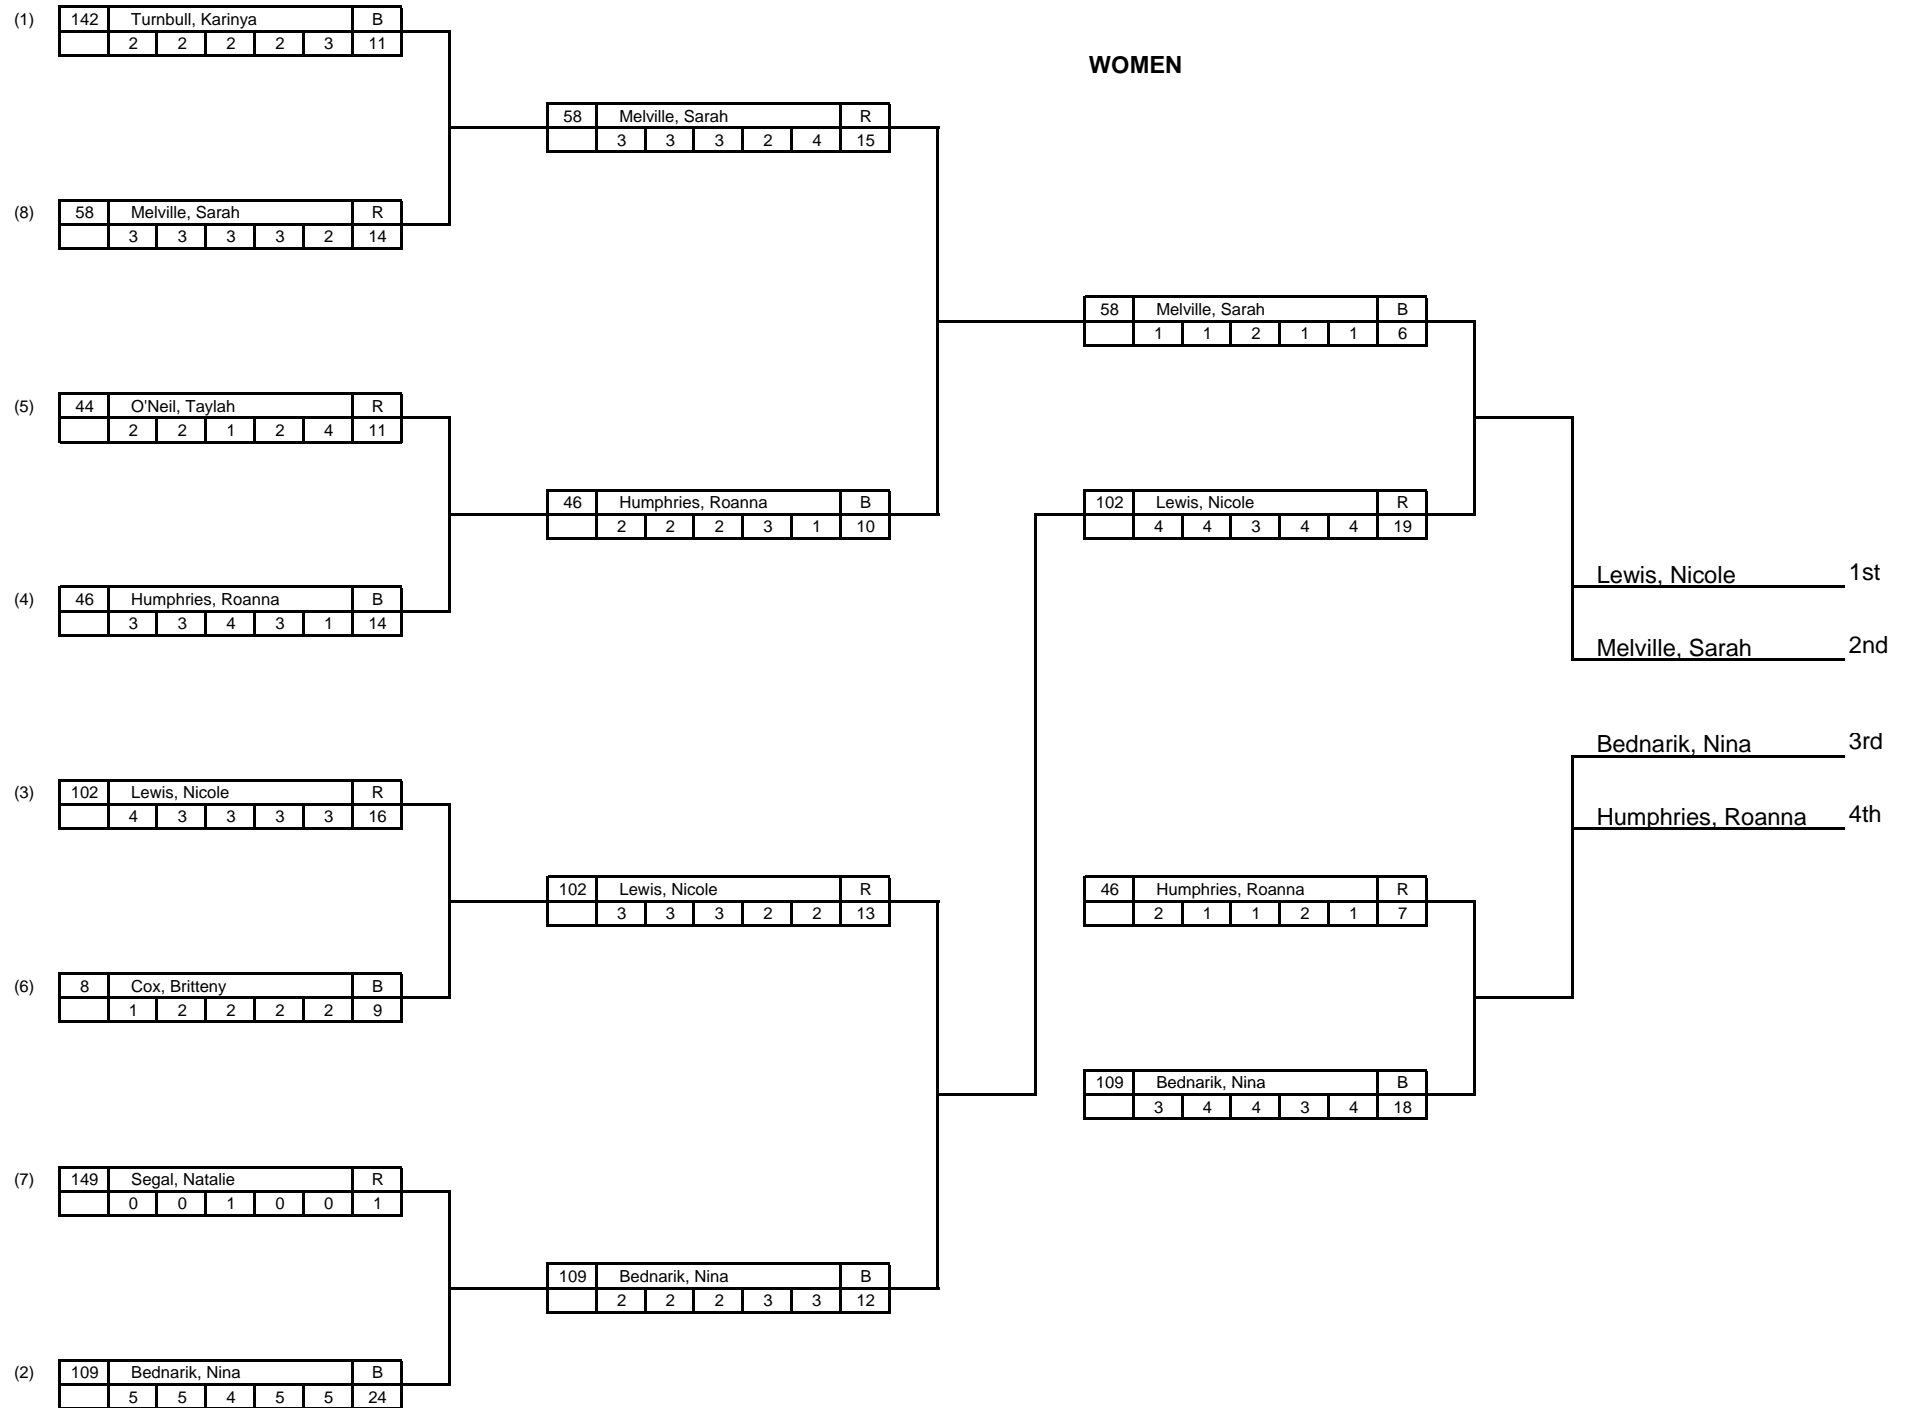 (1) 142 Turnbull, Karinya B
2 2 2 2 3 11
WOMEN
58 Melville, Sarah R
3 3 3 2 4 15
(8) 58 Melville, Sarah R
3 3 3 3 2 14
58 Melville, Sarah B
1 1 2 1 1 6
(5) 44 O'Neil, Taylah R
2 2 1 2 4 11
46 Humphries, Roanna B
2 2 2 3 1 10
102 Lewis, Nicole R
4 4 3 4 4 19
Lewis, Nicole 1st
(4) 46 Humphries, Roanna B
3 3 4 3 1 14
Melville, Sarah 2nd
Bednarik, Nina 3rd
(3) 102 Lewis, Nicole R
4 3 3 3 3 16
Humphries, Roanna 4th
102 Lewis, Nicole R
3 3 3 2 2 13
46 Humphries, Roanna R
2 1 1 2 1 7
(6) 8 Cox, Britteny B
1 2 2 2 2 9
109 Bednarik, Nina B
3 4 4 3 4 18
(7) 149 Segal, Natalie R
0 0 1 0 0 1
109 Bednarik, Nina B
2 2 2 3 3 12
(2) 109 Bednarik, Nina B
5 5 4 5 5 24